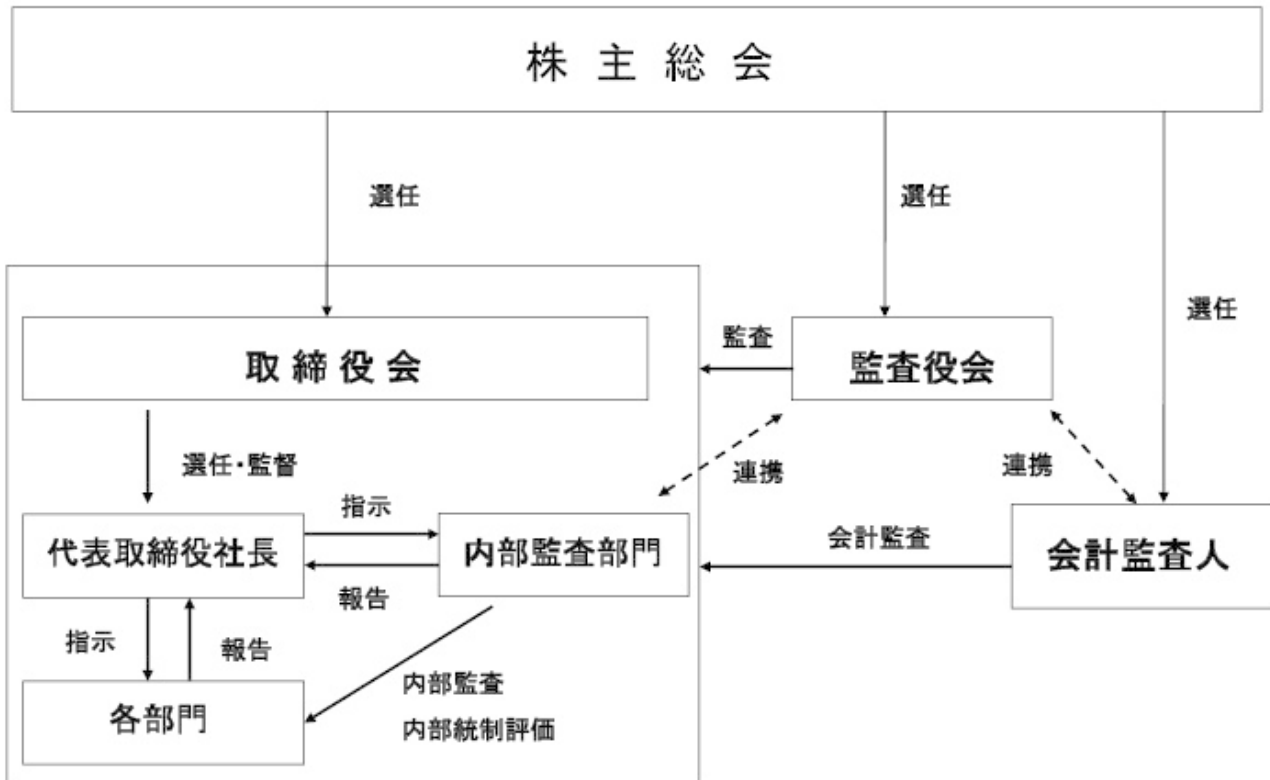 株 主 総 会
選任
選任
選任
取 締 役 会
監査
監査役会
選任・監督
連携
連携
指示
代表取締役社長
内部監査部門
会計監査
会計監査人
報告
指示
報告
内部監査
内部統制評価
各部門